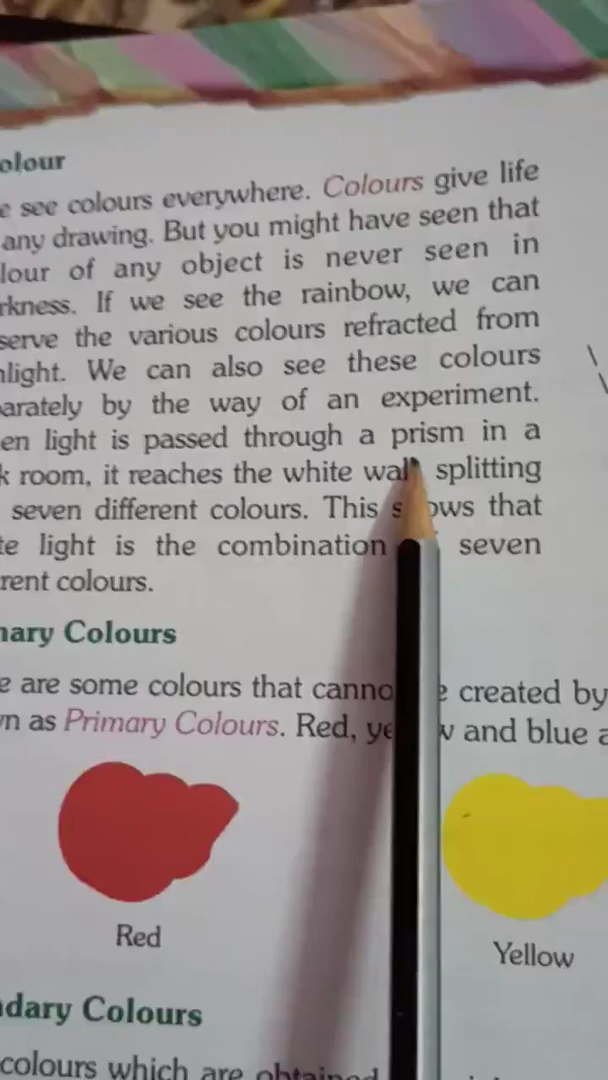 olour
e see colours everywhere. Colours give life
any drawing. But you might have seen that
lour of any object is never seen in
rkness. If we see the rainbow, we can
serve the various colours refracted from
nlight. We can also see these colours
parately by the way of an experiment.
en light is passed through a prism in a
k room, it reaches the white wall splitting
seven different colours. This s ows that
te light is the combination seven
rent colours.
nary Colours
e are some colours that canno e created by
wn as Primary Colours. Red, ye w and blue a
Red
Yellow
ndary Colours
colours which are obtained